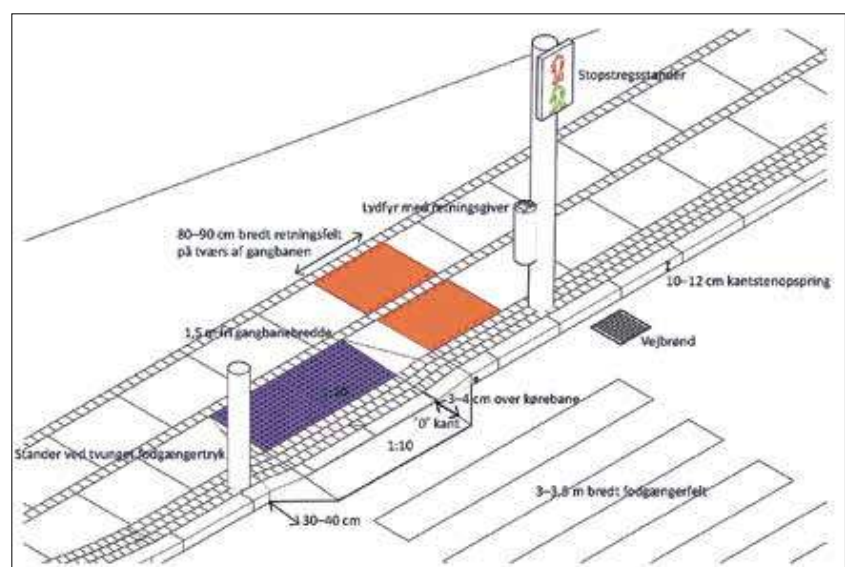 Stopstregsstander
Lydfyr med retningsgiver
80–90 cm bredt retningsfelt
på tværs af gangbanen
10–12 cm kantstenopspring
1,5 m fri gangbanebredde
Vejbrønd
3–4 cm over kørebane
"0" kant
1:10
Stander ved tvunget fodgængertryk
3–3,8 m bredt fodgængerfelt
30–40 cm